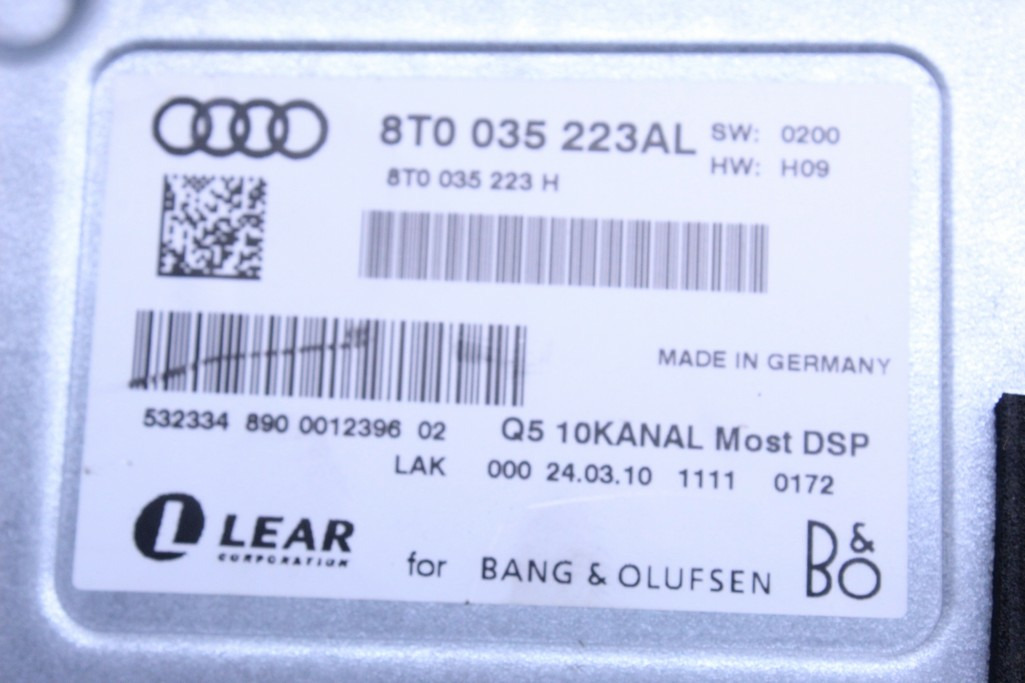 8T0 035 223AL SW: 0200
8T0 035 223 H HW: H09
MADE IN GERMANY
532334 890 0012396 02 Q5 10KANAL Most DSP
LAK 000 24.03.10 1111 0172
L LEAR
CORPORATION
for BANG & OLUFSEN B&O